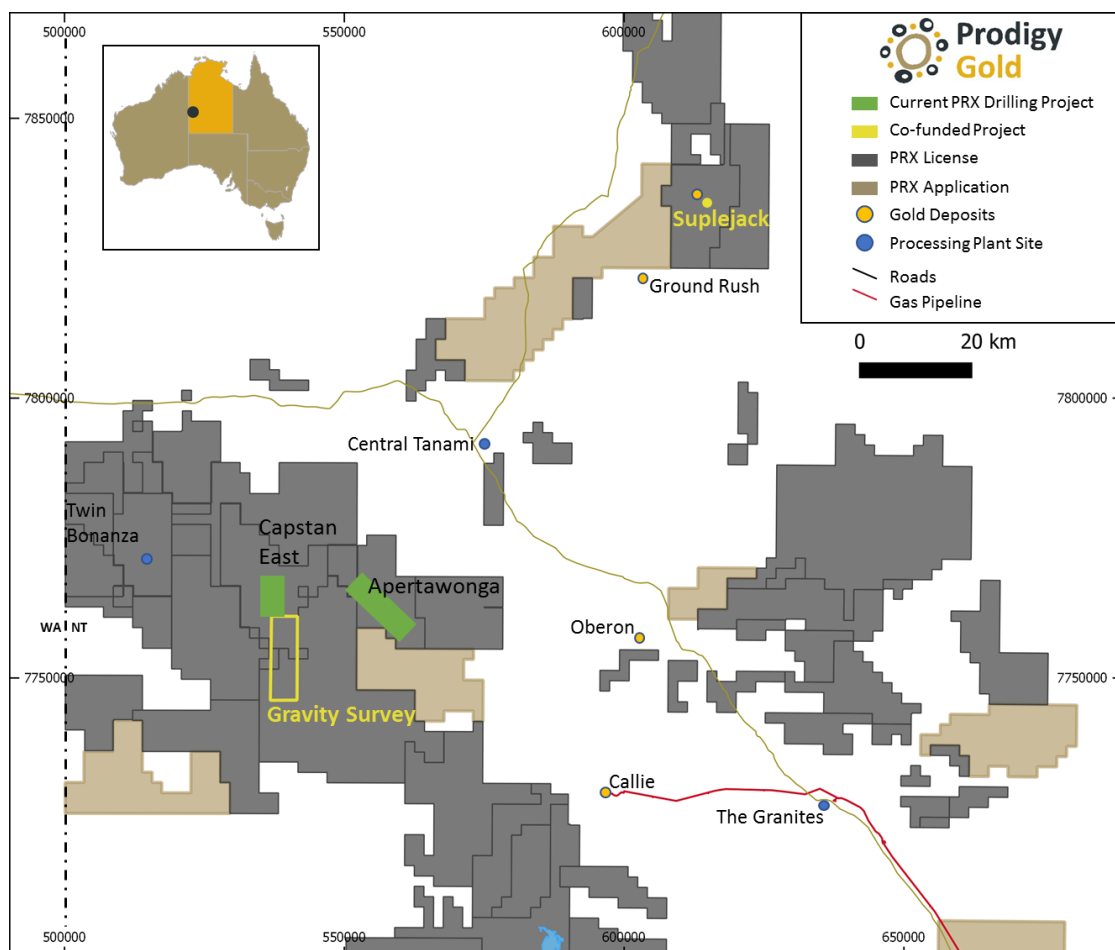 500000
550000
600000
Prodigy
Gold
Current PRX Drilling Project
Co-funded Project
PRX License
PRX Application
Gold Deposits
Processing Plant Site
Roads
Gas Pipeline
7850000
Suplejack
Ground Rush
0
20 km
7800000
7800000
Central Tanami
Twin
Bonanza
Capstan
East
Apertawonga
WA
NT
Oberon
7750000
7750000
Gravity Survey
Callie
The Granites
500000
550000
600000
650000